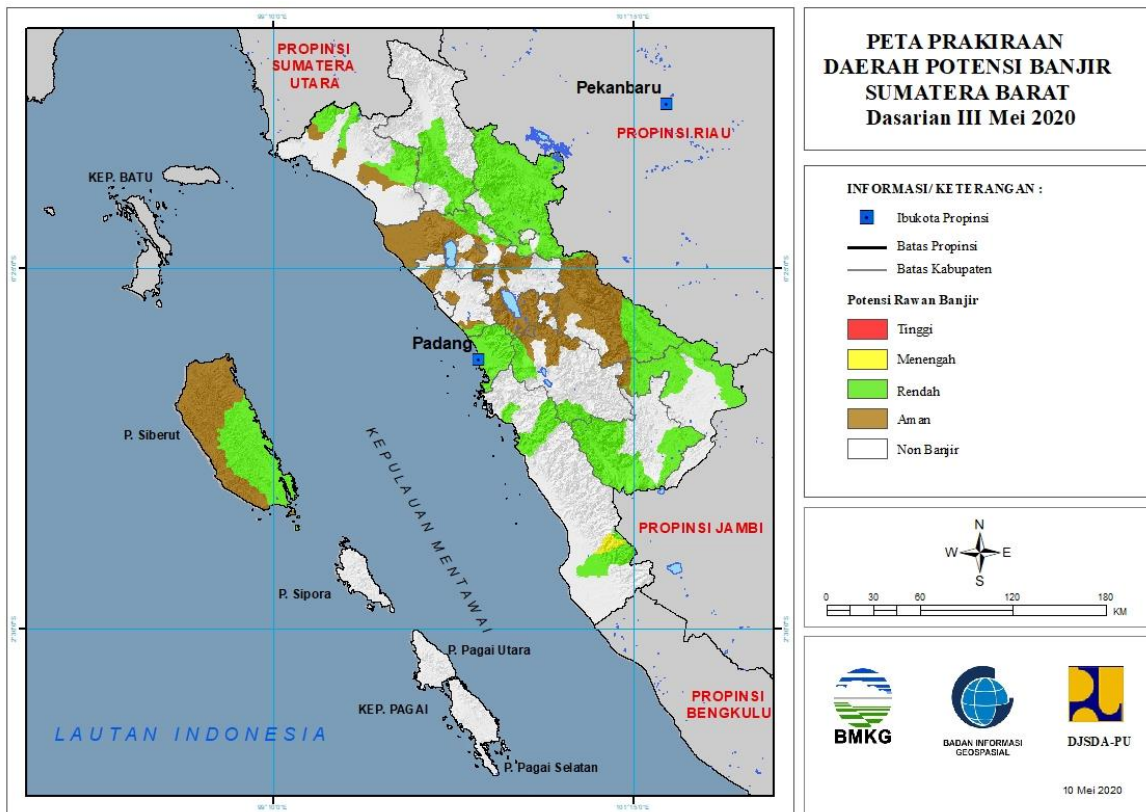 PETA PRAKIRAAN
DAERAH POTENSI BANJIR
SUMATERA BARAT
Dasarian III Mei 2020
INFORMASI/ KETERANGAN :
Ibukota Propinsi
Batas Propinsi
Batas Kabupaten
Potensi Rawan Banjir
Tinggi
Menengah
Rendah
Aman
Non Banjir
N
W E
S
0 30 45 60 120 180
KM
BMKG
BADAN INFORMASI
GEOSPASIAL
DJSDA-PU
10 Mei 2020
PROPINSI
SUMATERA
UTARA
Pekanbaru
PROPINSI RIAU
KEP. BATU
Padang
P. Siberut
KEPULAUAN MENTAWAI
PROPINSI JAMBI
P. Sipora
P. Pagai Utara
KEP. PAGAI
PROPINSI
BENGKULU
LAUTAN INDONESIA
P. Pagai Selatan